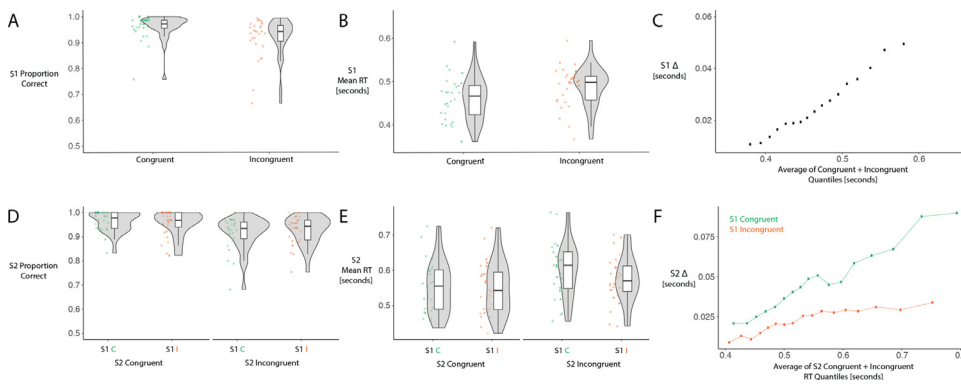 A
S1 Proportion
Correct
1.0
0.9
0.8
0.7
0.6
0.5
Congruent
Incongruent
B
S1
Mean RT
[seconds]
0.6
0.5
0.4
Congruent
Incongruent
C
S1 Δ
[seconds]
0.06
0.04
0.02
0.4
0.5
0.6
Average of Congruent + Incongruent
Quantiles [seconds]
D
S2 Proportion
Correct
1.0
0.9
0.8
0.7
0.6
0.5
S1 C
S1 I
S1 C
S1 I
S2 Congruent
S2 Incongruent
E
S2
Mean RT
[seconds]
0.7
0.6
0.5
S1 C
S1 I
S1 C
S1 I
S2 Congruent
S2 Incongruent
F
S1 Congruent
S1 Incongruent
S2 Δ
[seconds]
0.075
0.05
0.025
0.4
0.5
0.6
0.7
0.8
Average of S2 Congruent + Incongruent
RT Quantiles [seconds]